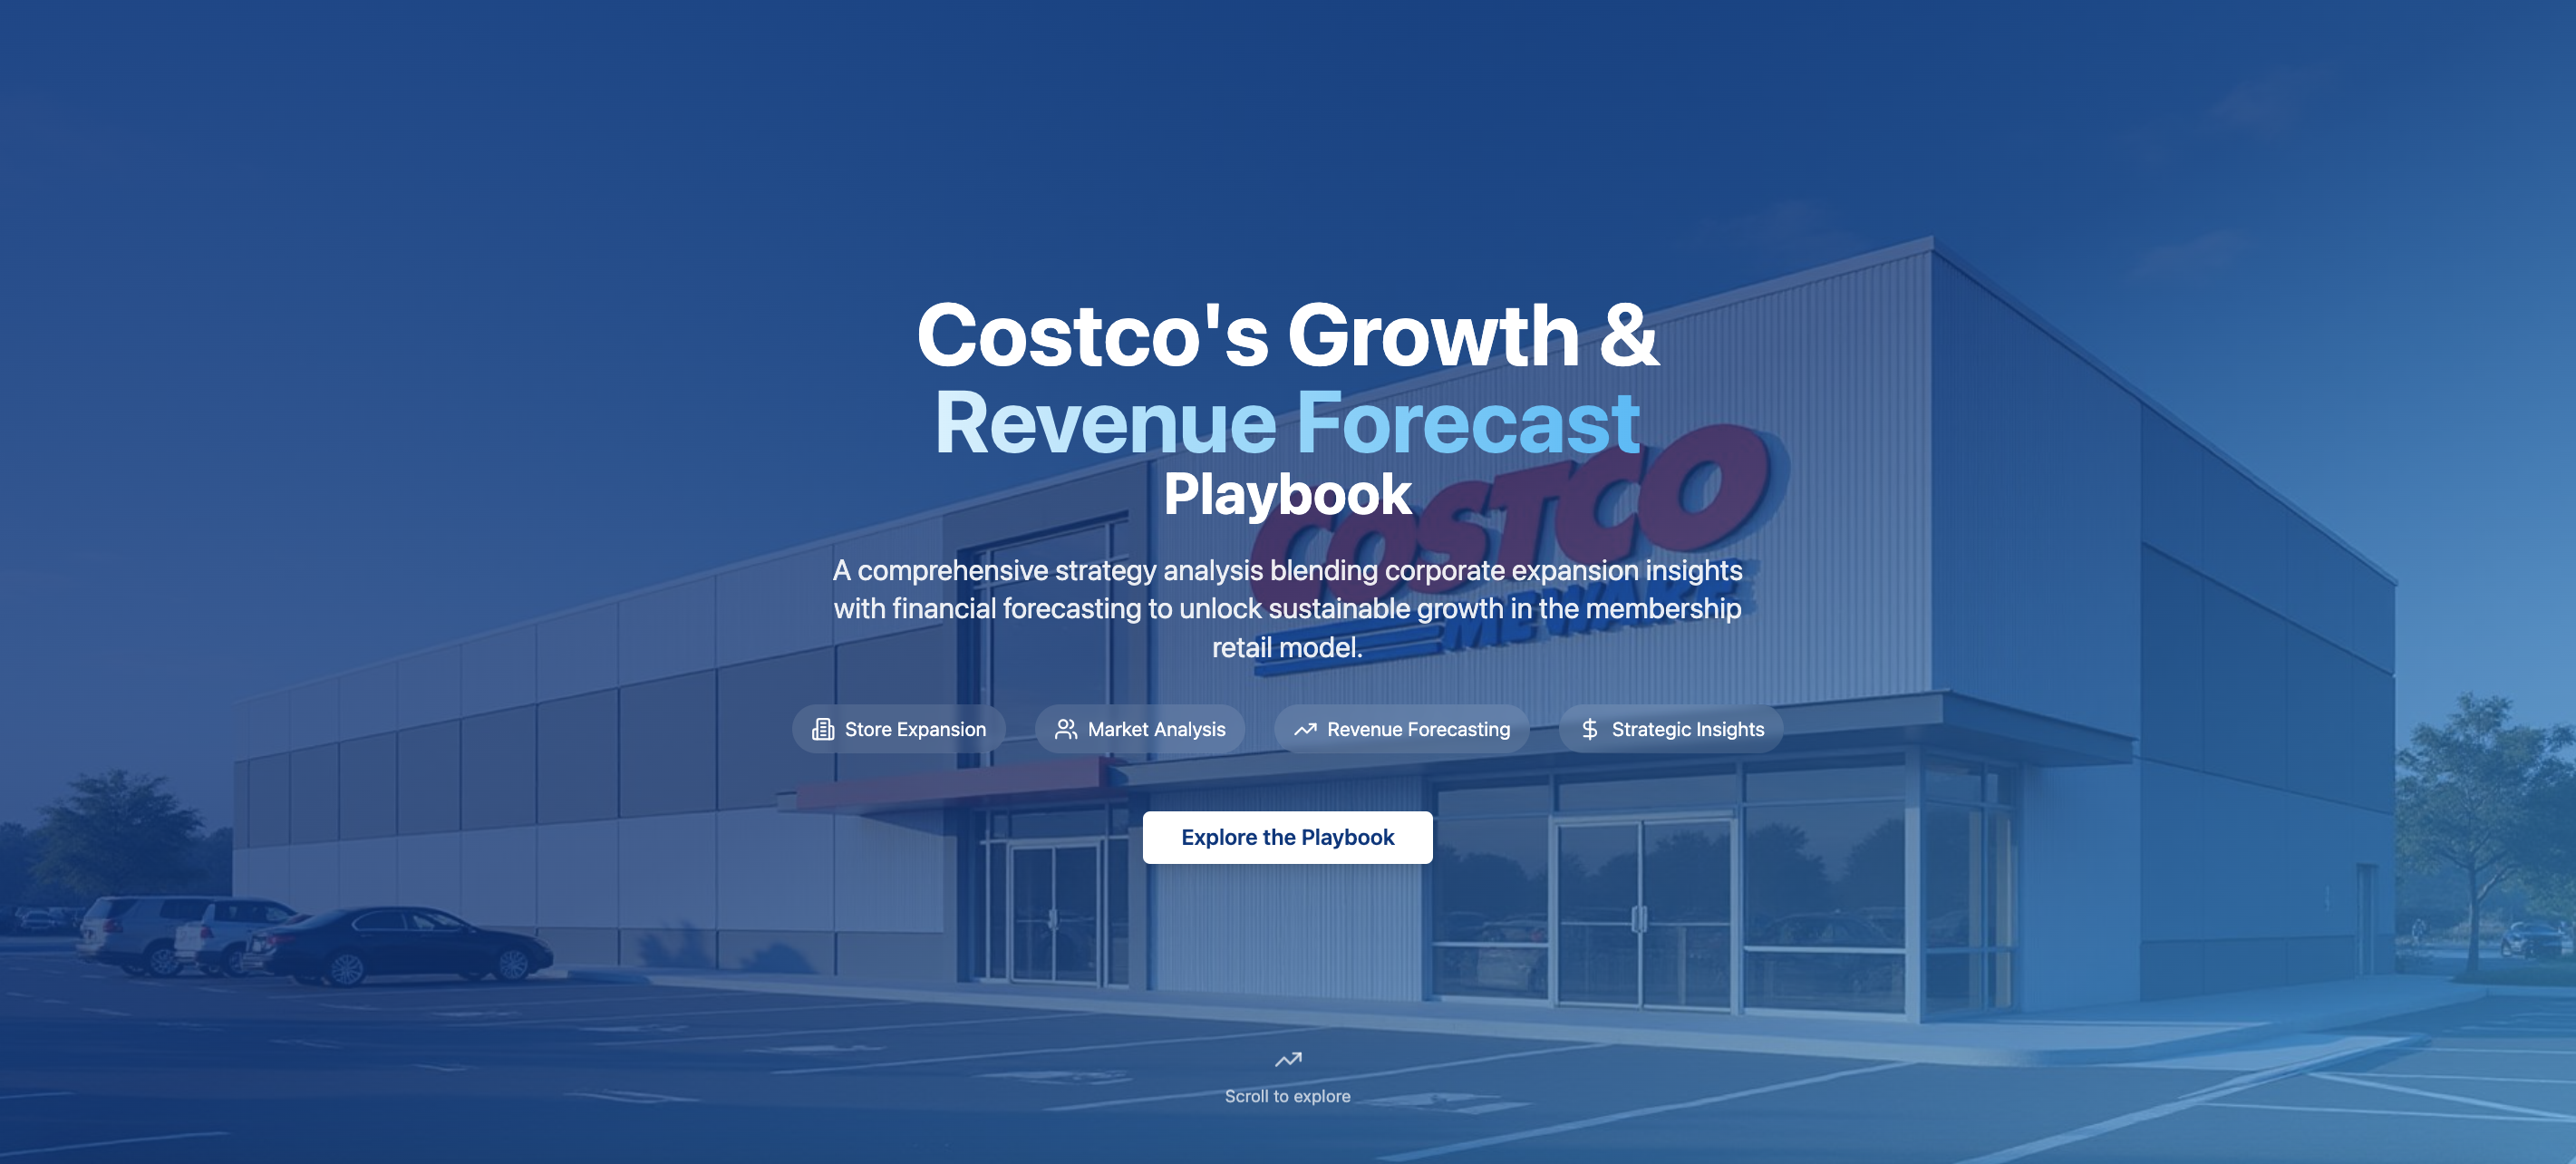 Costco's Growth &
Revenue Forecast
Playbook
COSTCO
A comprehensive strategy analysis blending corporate expansion insights
with financial forecasting to unlock sustainable growth in the membership
retail model.
Store Expansion
Market Analysis
Revenue Forecasting
Strategic Insights
Explore the Playbook
Scroll to explore